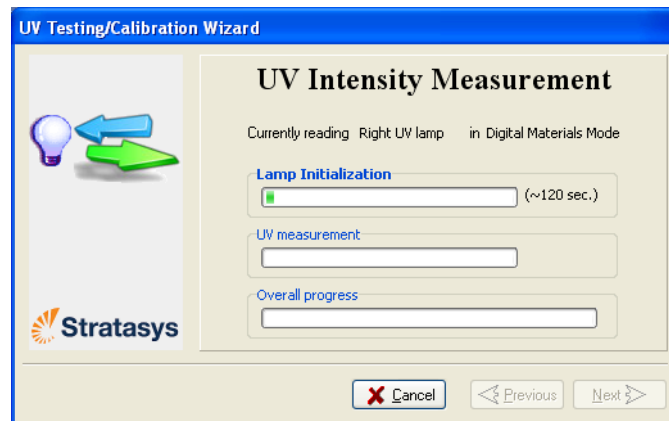 UV Testing/Calibration Wizard
UV Intensity Measurement
Currently reading Right UV lamp in Digital Materials Mode
Lamp Initialization
(~120 sec.)
UV measurement
Overall progress
Stratasys
Cancel
Previous
Next